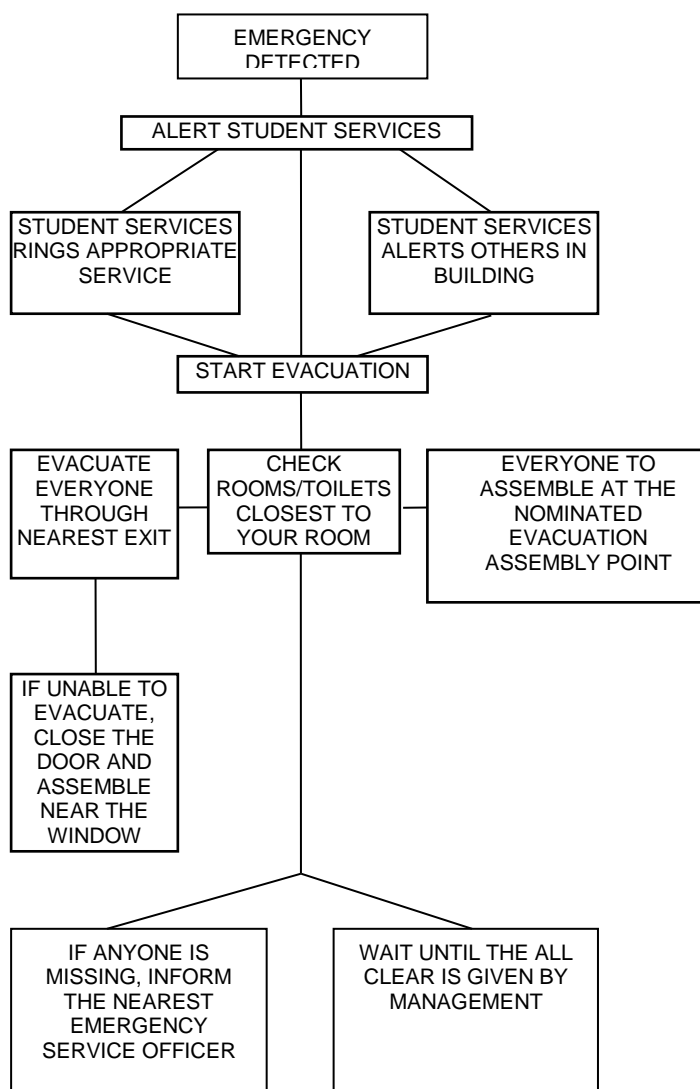 EMERGENCY
DETECTED
ALERT STUDENT SERVICES
STUDENT SERVICES
RINGS APPROPRIATE
SERVICE
STUDENT SERVICES
ALERTS OTHERS IN
BUILDING
START EVACUATION
EVACUATE
EVERYONE
THROUGH
NEAREST EXIT
CHECK
ROOMS/TOILETS
CLOSEST TO
YOUR ROOM
EVERYONE TO
ASSEMBLE AT THE
NOMINATED
EVACUATION
ASSEMBLY POINT
IF UNABLE TO
EVACUATE,
CLOSE THE
DOOR AND
ASSEMBLE
NEAR THE
WINDOW
IF ANYONE IS
MISSING, INFORM
THE NEAREST
EMERGENCY
SERVICE OFFICER
WAIT UNTIL THE ALL
CLEAR IS GIVEN BY
MANAGEMENT